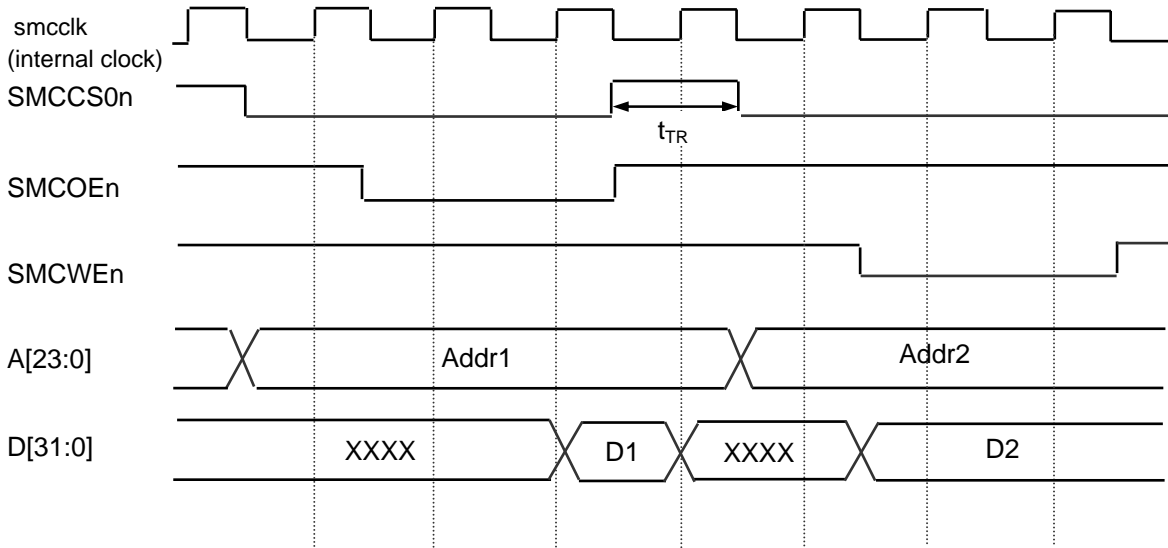 smcclk
(internal clock)
SMCCS0n
tTR
SMCOEn
SMCWEn
A[23:0]
Addr1
Addr2
D[31:0]
XXXX
D1
XXXX
D2